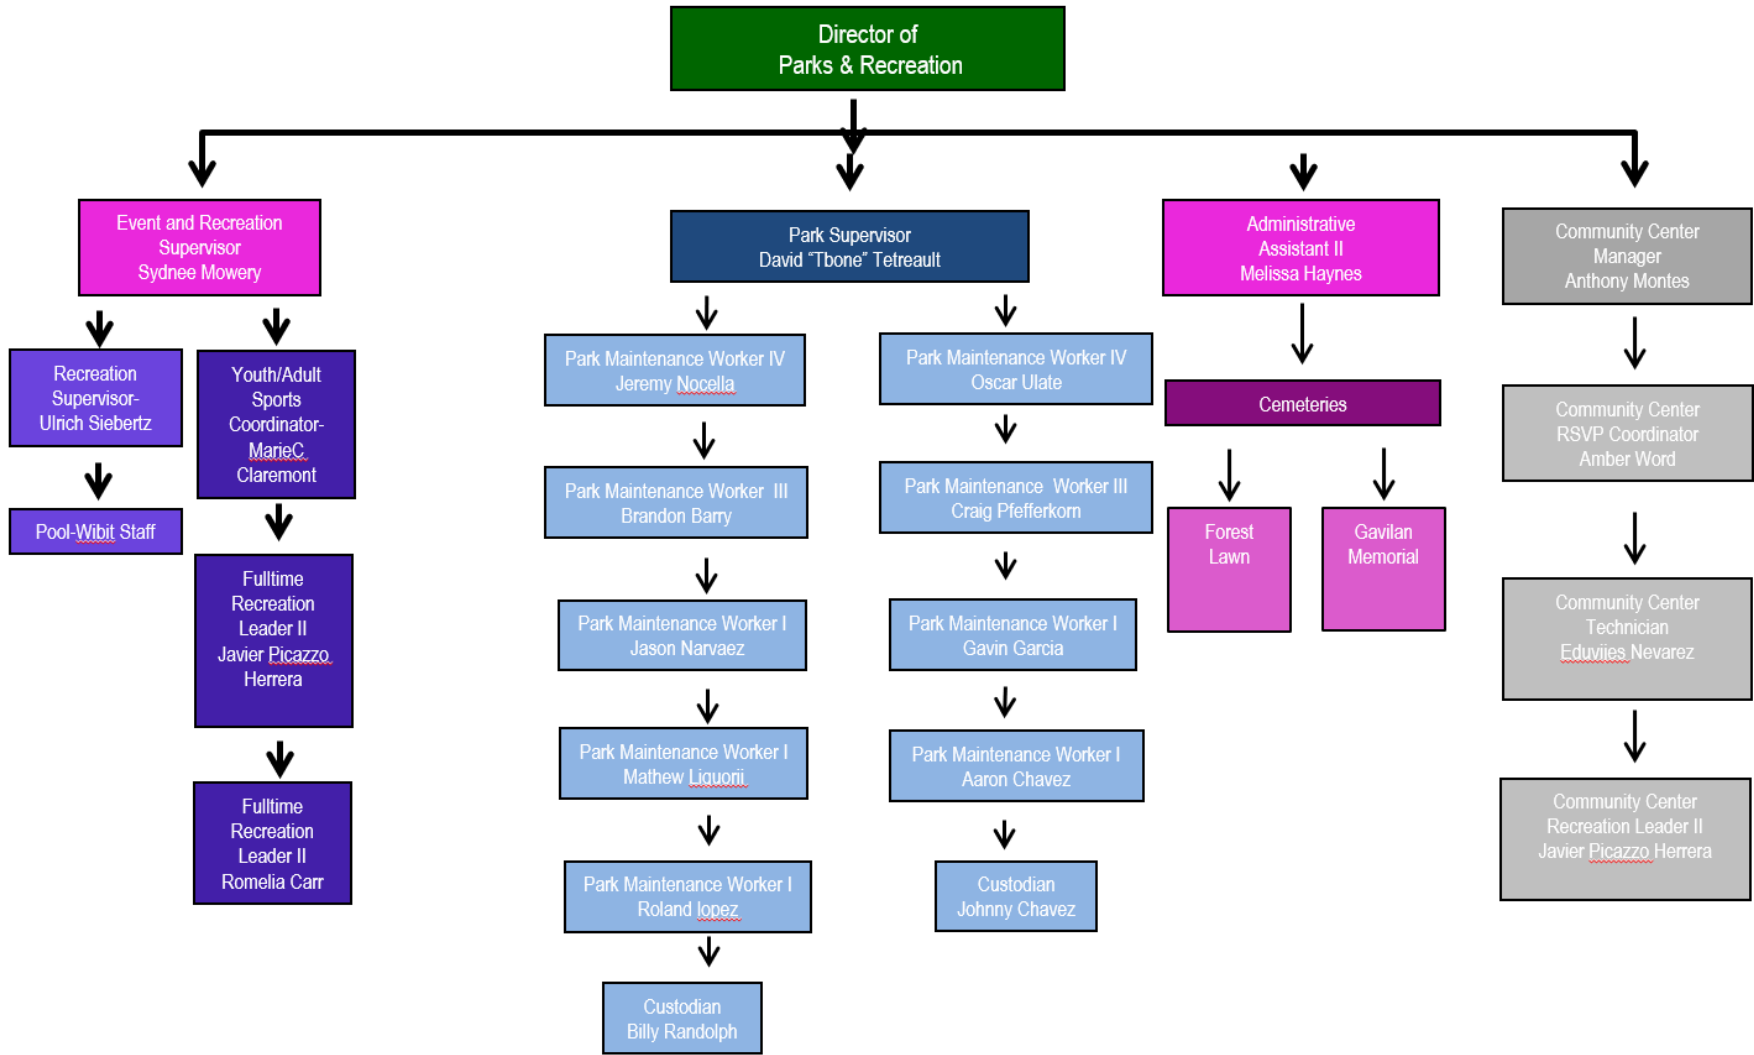 Director of
Parks & Recreation
Event and Recreation
Supervisor
Sydnee Mowery
Recreation
Supervisor-
Ulrich Siebertz
Pool-Wibit Staff
Youth/Adult
Sports
Coordinator-
MarieC
Claremont
Fulltime
Recreation
Leader II
Javier Picazzo
Herrera
Fulltime
Recreation
Leader II
Romelia Carr
Park Supervisor
David “Tbone” Tetreault
Park Maintenance Worker IV
Jeremy Nocella
Park Maintenance Worker III
Brandon Barry
Park Maintenance Worker I
Jason Narvaez
Park Maintenance Worker I
Mathew Liquorii
Park Maintenance Worker I
Roland lopez
Custodian
Billy Randolph
Park Maintenance Worker IV
Oscar Ulate
Park Maintenance Worker III
Craig Pfefferkorn
Park Maintenance Worker I
Gavin Garcia
Park Maintenance Worker I
Aaron Chavez
Custodian
Johnny Chavez
Administrative
Assistant II
Melissa Haynes
Cemeteries
Forest
Lawn
Gavilan
Memorial
Community Center
Manager
Anthony Montes
Community Center
RSVP Coordinator
Amber Word
Community Center
Technician
Eduvijes Nevarez
Community Center
Recreation Leader II
Javier Picazzo Herrera